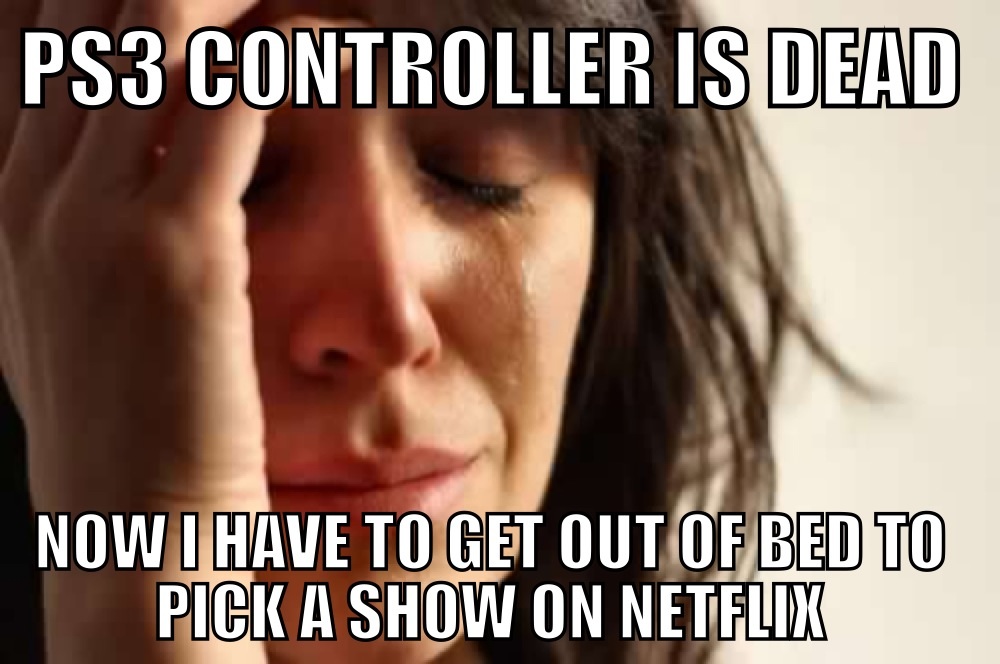 PS3 CONTROLLER IS DEAD
NOW I HAVE TO GET OUT OF BED TO
PICK A SHOW ON NETFLIX